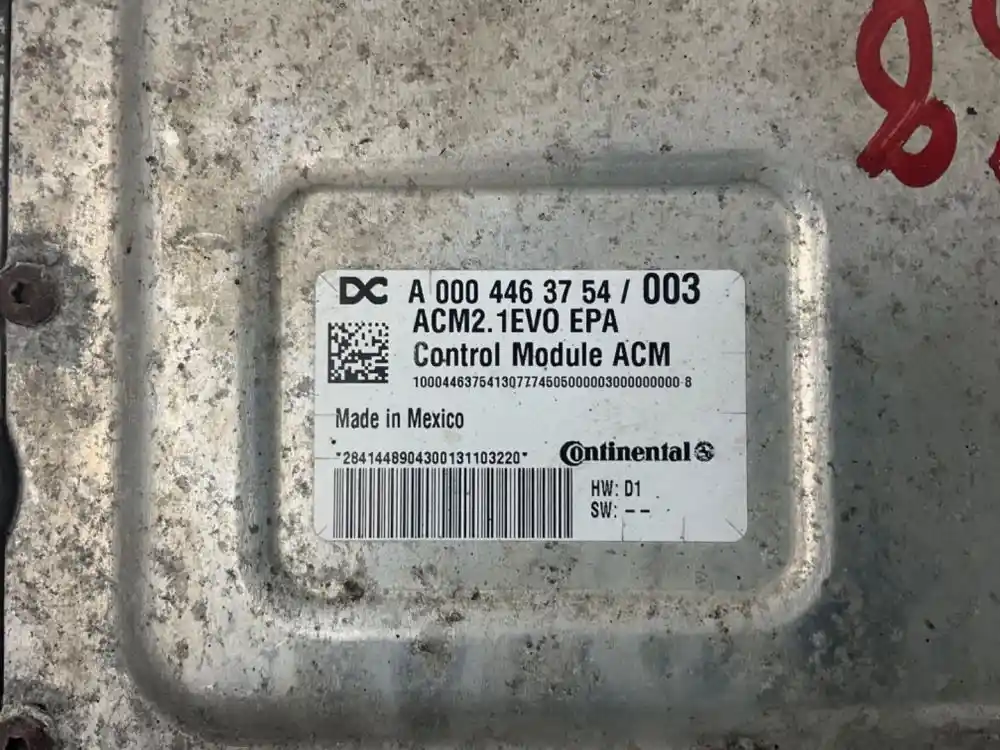 DC A 000 446 37 54 / 003
ACM2.1EVO EPA
Control Module ACM
100044637541307774505000003000000000-8
Made in Mexico
*2841448904300131103220*
Continental
HW: D1
SW: --